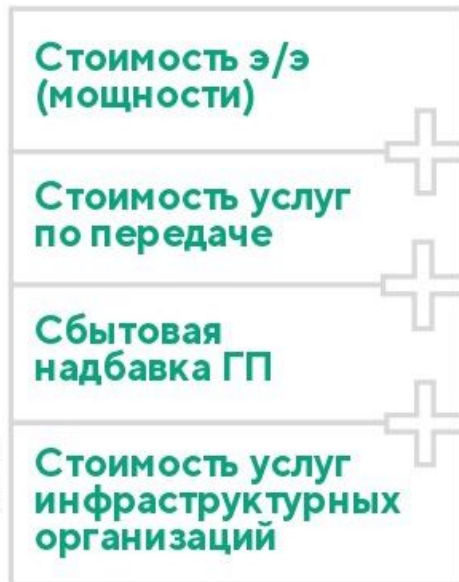 Стоимость э/э
(мощности)
Стоимость услуг
по передаче
Сбытовая
надбавка ГП
Стоимость услуг
инфраструктурных
организаций